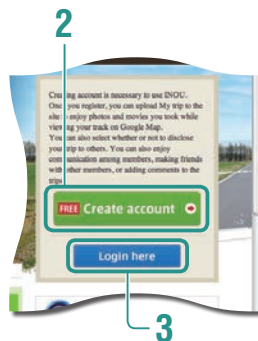 2
Creating account is necessary to use INOU.
Once you register, you can upload My trip to the
site to enjoy photos and movies you took while
viewing your track on Google Map.
You can also select whether or not to disclose
your trip to others. You can also enjoy
communication among members, making friends
with other members, or adding comments to the
trips.
FREE Create account
Login here
3